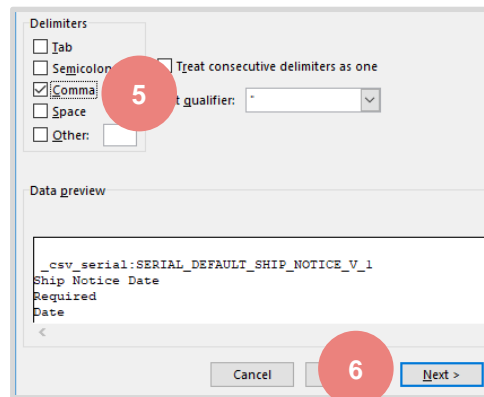 Delimiters
Tab
Semicolon
Treat consecutive delimiters as one
Comma
5
qualifier: "
Space
Other:
Data preview
_csv_serial:SERIAL_DEFAULT_SHIP_NOTICE_V_1
Ship Notice Date
Required
Date
<
Cancel
6
Next >